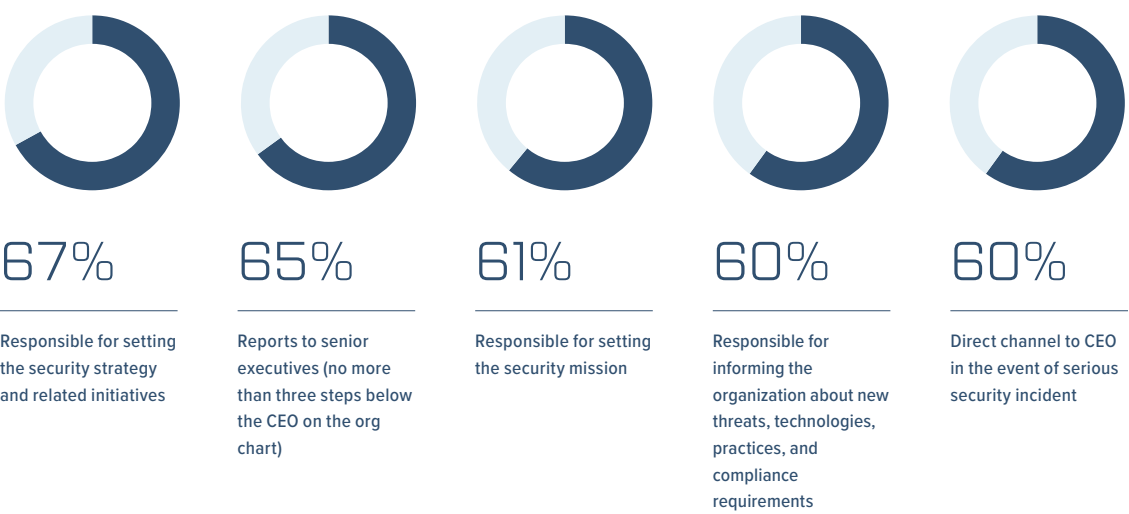 67%
Responsible for setting
the security strategy
and related initiatives
65%
Reports to senior
executives (no more
than three steps below
the CEO on the org
chart)
61%
Responsible for setting
the security mission
60%
Responsible for
informing the
organization about new
threats, technologies,
practices, and
compliance
requirements
60%
Direct channel to CEO
in the event of serious
security incident